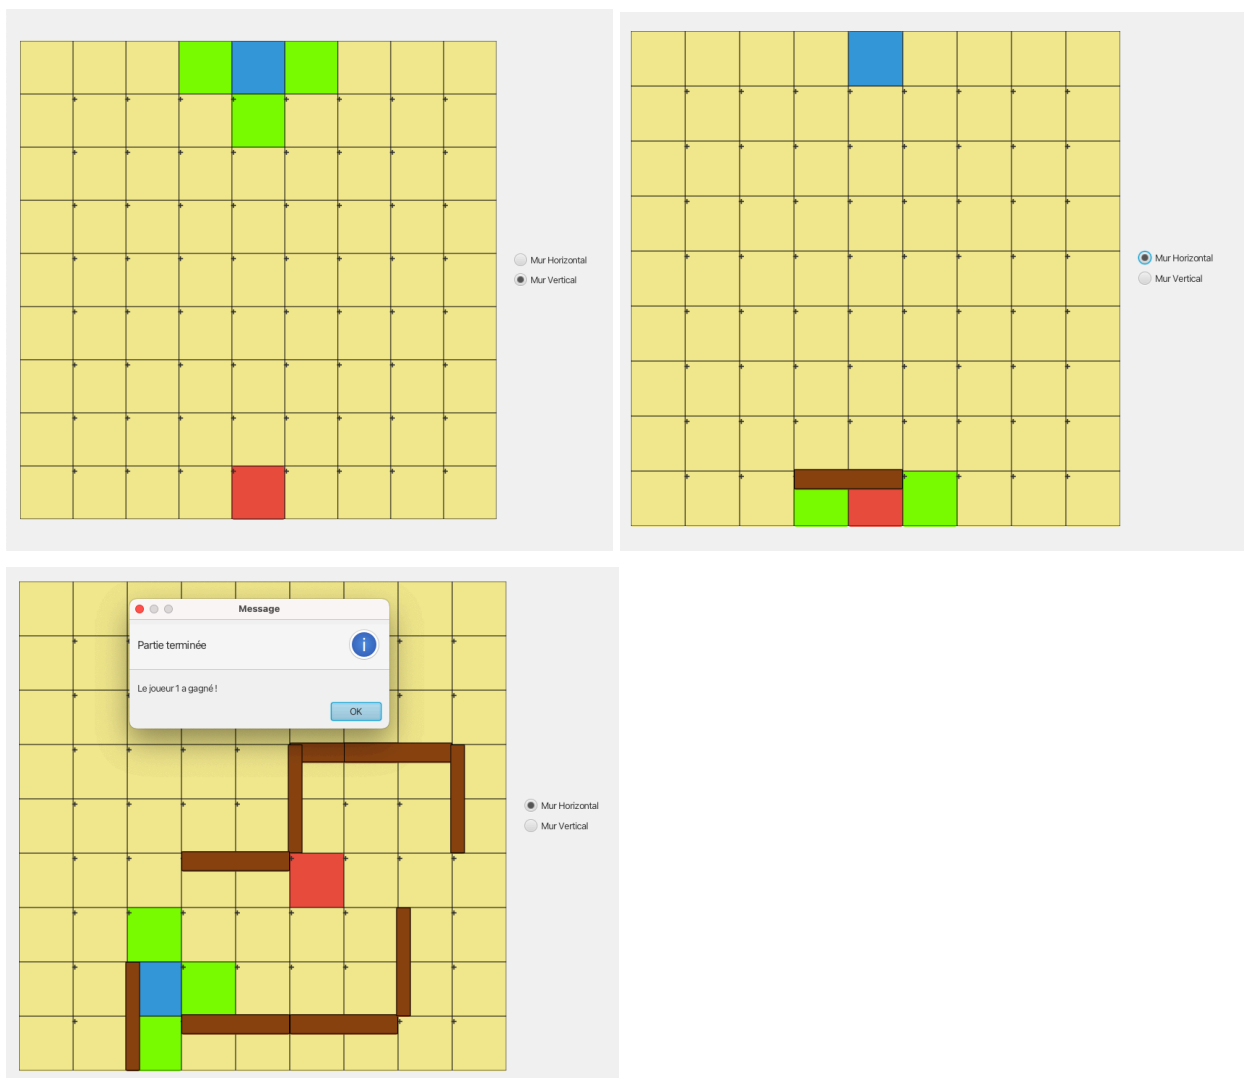 Mur Horizontal
Mur Vertical
Mur Horizontal
Mur Vertical
Message
Partie terminée
Le joueur 1 a gagné !
OK
Mur Horizontal
Mur Vertical